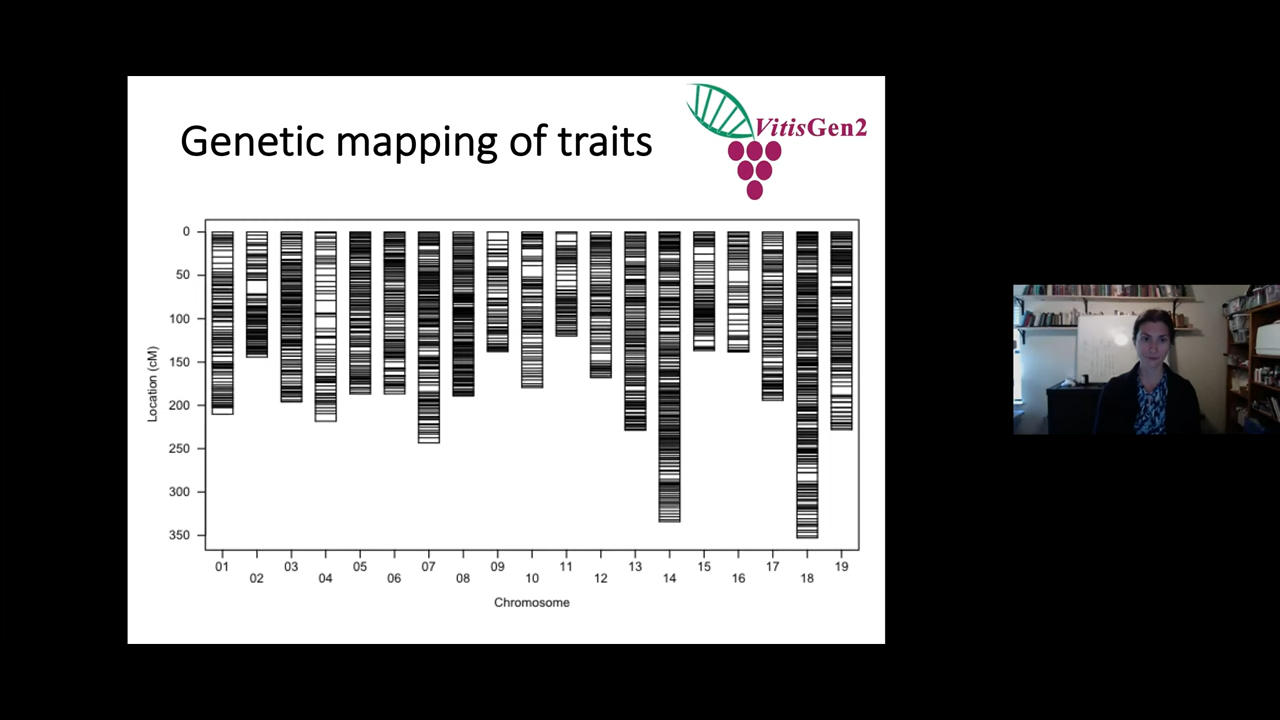 Genetic mapping of traits
VitisGen2
0
50
100
150
200
250
300
350
Location (cM)
01 03 05 07 09 11 13 15 17 19
02 04 06 08 10 12 14 16 18
Chromosome